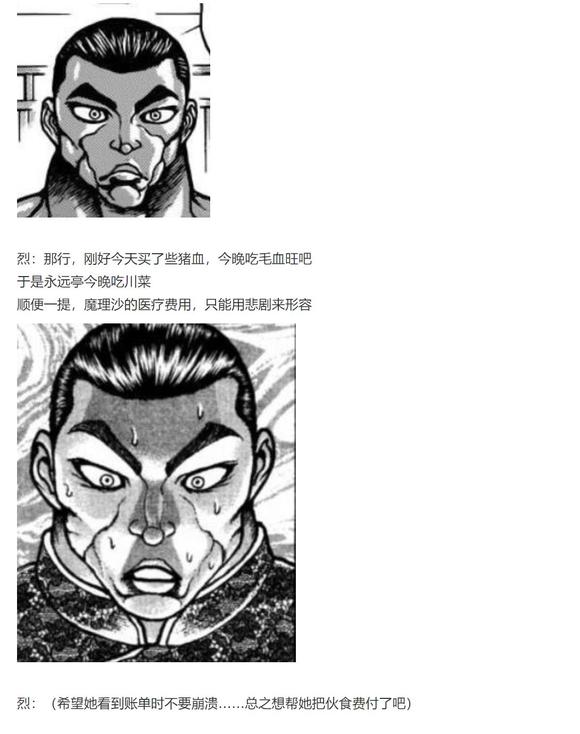 烈：那行，刚好今天买了些猪血，今晚吃毛血旺吧
于是永远亭今晚吃川菜
顺便一提，魔理沙的医疗费用，只能用悲剧来形容
烈：（希望她看到账单时不要崩溃……总之想帮她把伙食费付了吧）